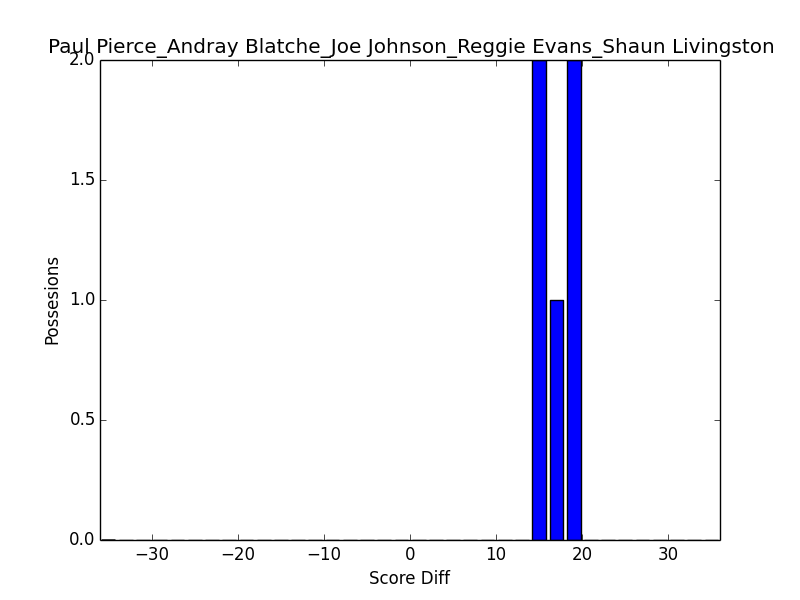 Paul Pierce_Andray Blatche_Joe Johnson_Reggie Evans_Shaun Livingston
2.0
1.5
1.0
0.5
0.0
Possesions
−30 −20 −10 0 10 20 30
Score Diff